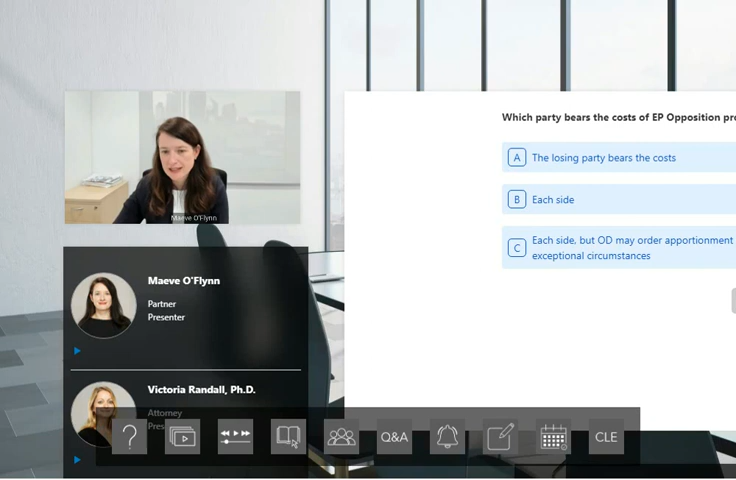 Maeve O'Flynn
Maeve O'Flynn
Partner
Presenter
Victoria Randall, Ph.D.
Attorney
Which party bears the costs of EP Opposition
A The losing party bears the costs
B Each side
C Each side, but OD may order apportionment
exceptional circumstances
?
Q&A
CLE